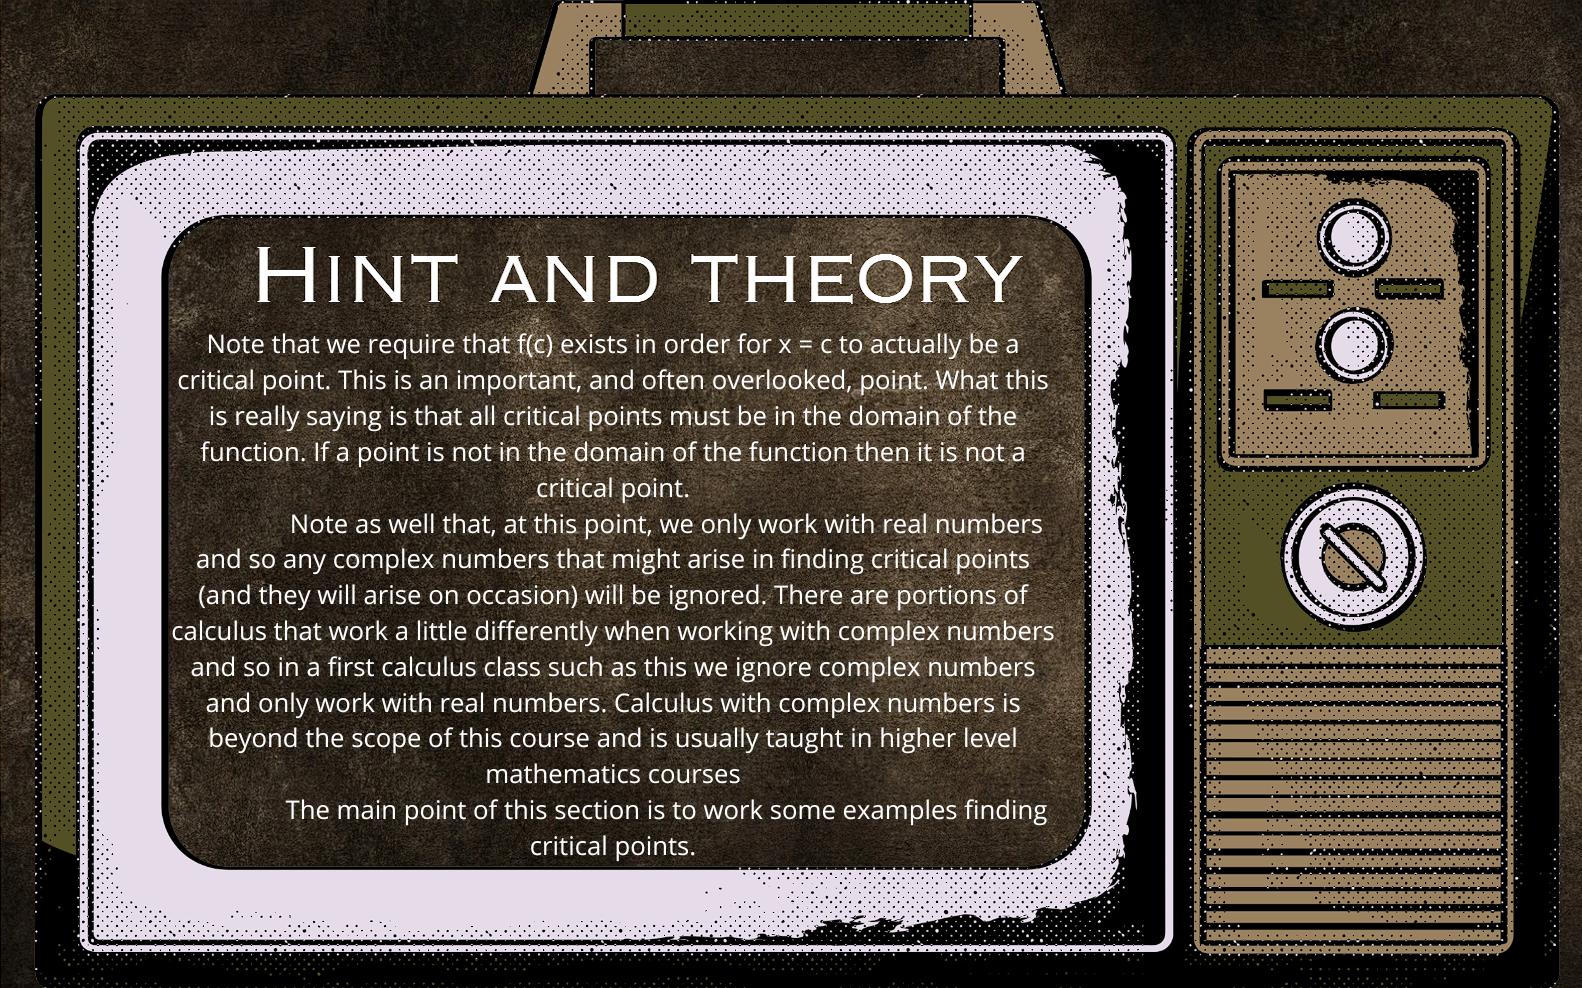 Hint and theory
Note that we require that f(c) exists in order for x = c to actually be a
critical point. This is an important, and often overlooked, point. What this
is really saying is that all critical points must be in the domain of the
function. If a point is not in the domain of the function then it is not a
critical point.
Note as well that, at this point, we only work with real numbers
and so any complex numbers that might arise in finding critical points
(and they will arise on occasion) will be ignored. There are portions of
calculus that work a little differently when working with complex numbers
and so in a first calculus class such as this we ignore complex numbers
and only work with real numbers. Calculus with complex numbers is
beyond the scope of this course and is usually taught in higher level
mathematics courses
The main point of this section is to work some examples finding
critical points.